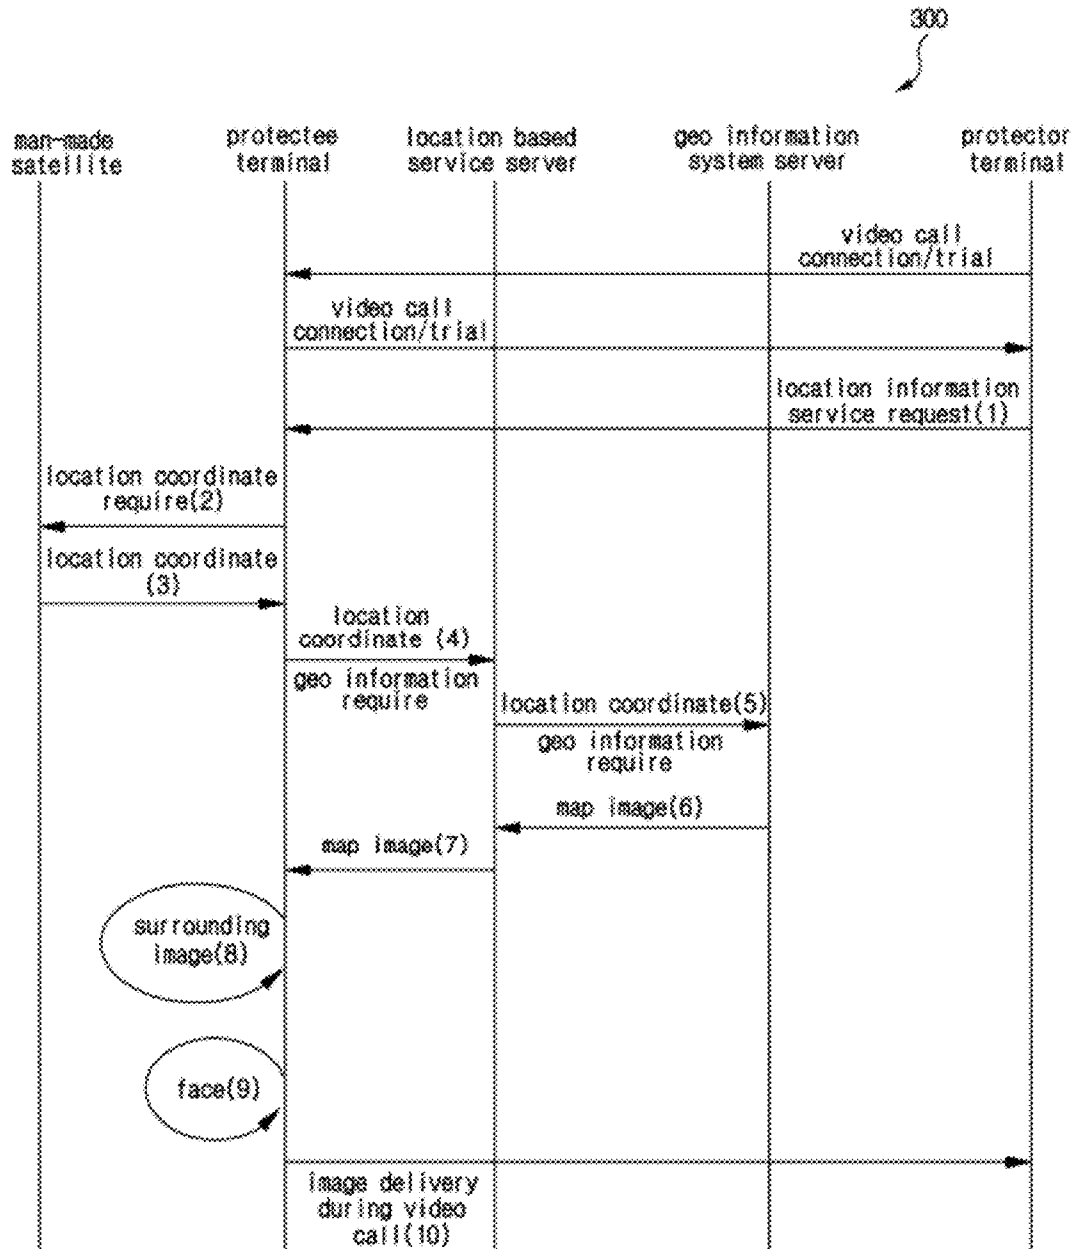 300
man-made
satellite
protectee
terminal
location based
service server
geo information
system server
protector
terminal
video call
connection/trial
video call
connection/trial
location information
service request(1)
location coordinate
require(2)
location coordinate
(3)
location
coordinate (4)
geo information
require
location coordinate(5)
geo information
require
map image(6)
map image(7)
surrounding
image(8)
face(9)
image delivery
during video
call(10)